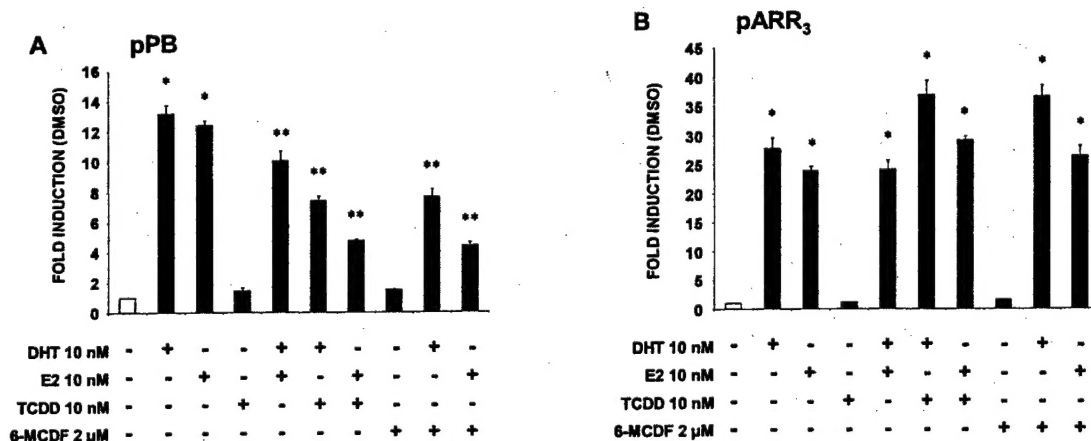 A pPB
FOLD INDUCTION (DMSO)
16
14
12
10
8
6
4
2
0
* * ** ** ** ** **
DHT 10 nM - + - - + + - - + -
E2 10 nM - - + - + - + - - +
TCDD 10 nM - - - + - + + - - -
6-MCDF 2 µM - - - - - - - + + +
B pARR3
FOLD INDUCTION (DMSO)
45
40
35
30
25
20
15
10
5
0
* * * * * * *
DHT 10 nM - + - - + + - - + -
E2 10 nM - - + - + - + - - +
TCDD 10 nM - - - + - + + - - -
6-MCDF 2 µM - - - - - - - + + +